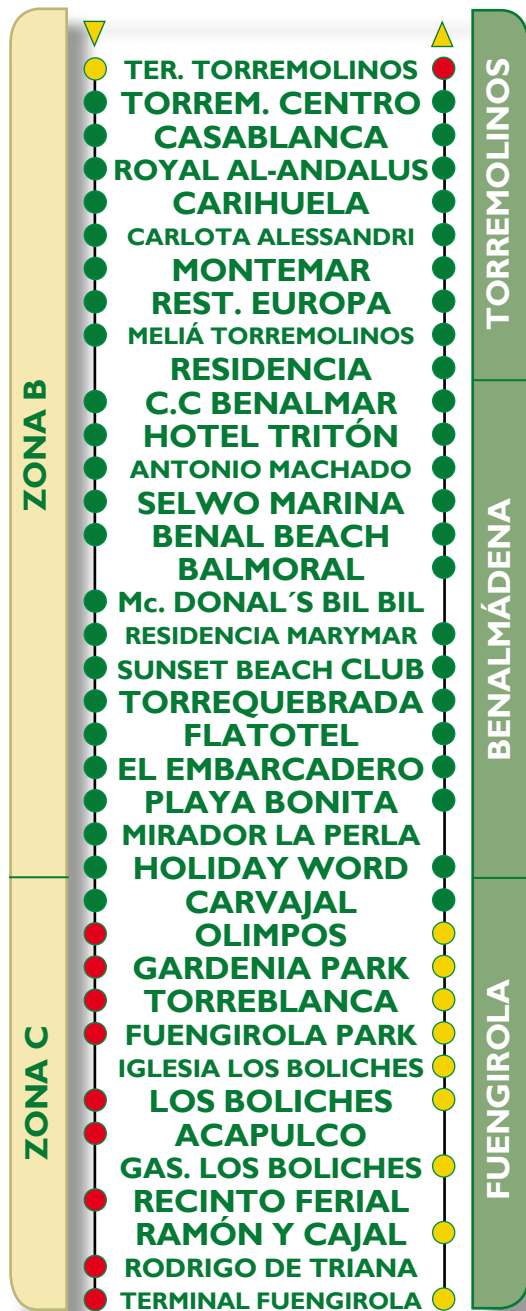 TER. TORREMOLINOS
TORREM. CENTRO
CASABLANCA
ROYAL AL-ANDALUS
CARIHUELA
CARLOTA ALESSANDRI
MONTEMAR
REST. EUROPA
MELIÁ TORREMOLINOS
RESIDENCIA
C.C BENALMAR
HOTEL TRITÓN
ANTONIO MACHADO
SELWO MARINA
BENAL BEACH
BALMORAL
Mc. DONAL´S BIL BIL
RESIDENCIA MARYMAR
SUNSET BEACH CLUB
TORREQUEBRADA
FLATOTEL
EL EMBARCADERO
PLAYA BONITA
MIRADOR LA PERLA
HOLIDAY WORD
CARVAJAL
OLIMPOS
GARDENIA PARK
TORREBLANCA
FUENGIROLA PARK
IGLESIA LOS BOLICHES
LOS BOLICHES
ACAPULCO
GAS. LOS BOLICHES
RECINTO FERIAL
RAMÓN Y CAJAL
RODRIGO DE TRIANA
TERMINAL FUENGIROLA
ZONA B
ZONA C
TORREMOLINOS
BENALMÁDENA
FUENGIROLA